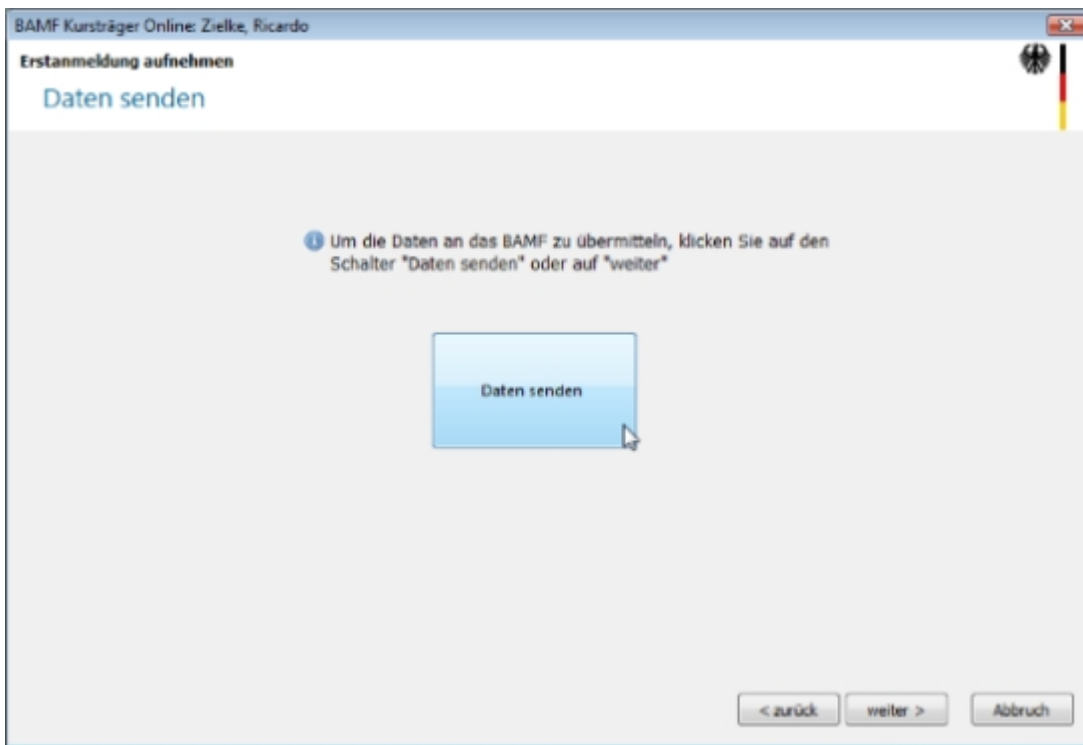 BAMF Kursträger Online: Zielke, Ricardo
Erstanmeldung aufnehmen
Daten senden
Um die Daten an das BAMF zu übermitteln, klicken Sie auf den
Schalter "Daten senden" oder auf "weiter"
Daten senden
< zurück
weiter >
Abbruch